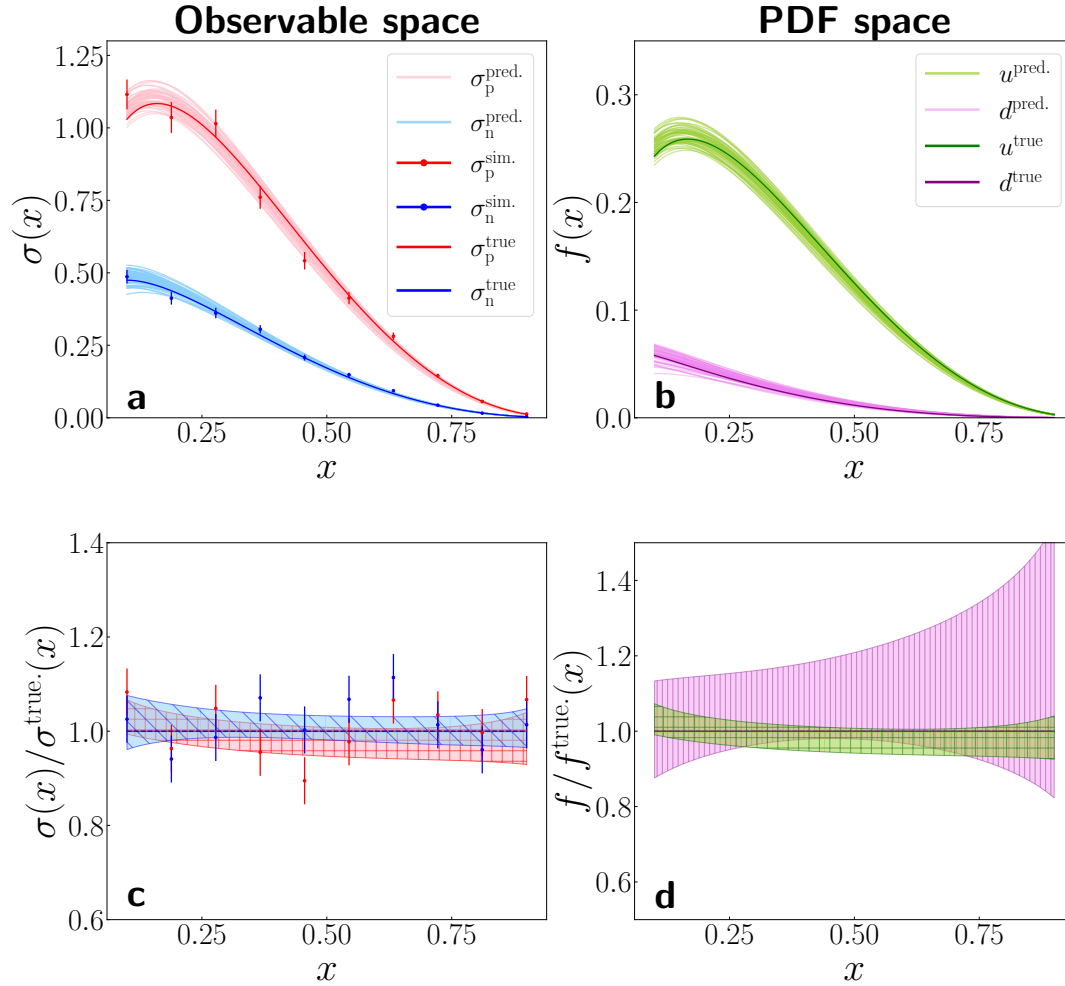 Observable space
PDF space
σ(x)
1.25
1.00
0.75
0.50
0.25
0.00
σ_p^pred.
σ_n^pred.
σ_p^sim.
σ_n^sim.
σ_p^true
σ_n^true
a
0.25 0.50 0.75
x
f(x)
0.3
0.2
0.1
0.0
u^pred.
d^pred.
u^true
d^true
b
0.25 0.50 0.75
x
σ(x)/σ^true.(x)
1.4
1.2
1.0
0.8
0.6
c
0.25 0.50 0.75
x
f/f^true.(x)
1.4
1.2
1.0
0.8
0.6
d
0.25 0.50 0.75
x